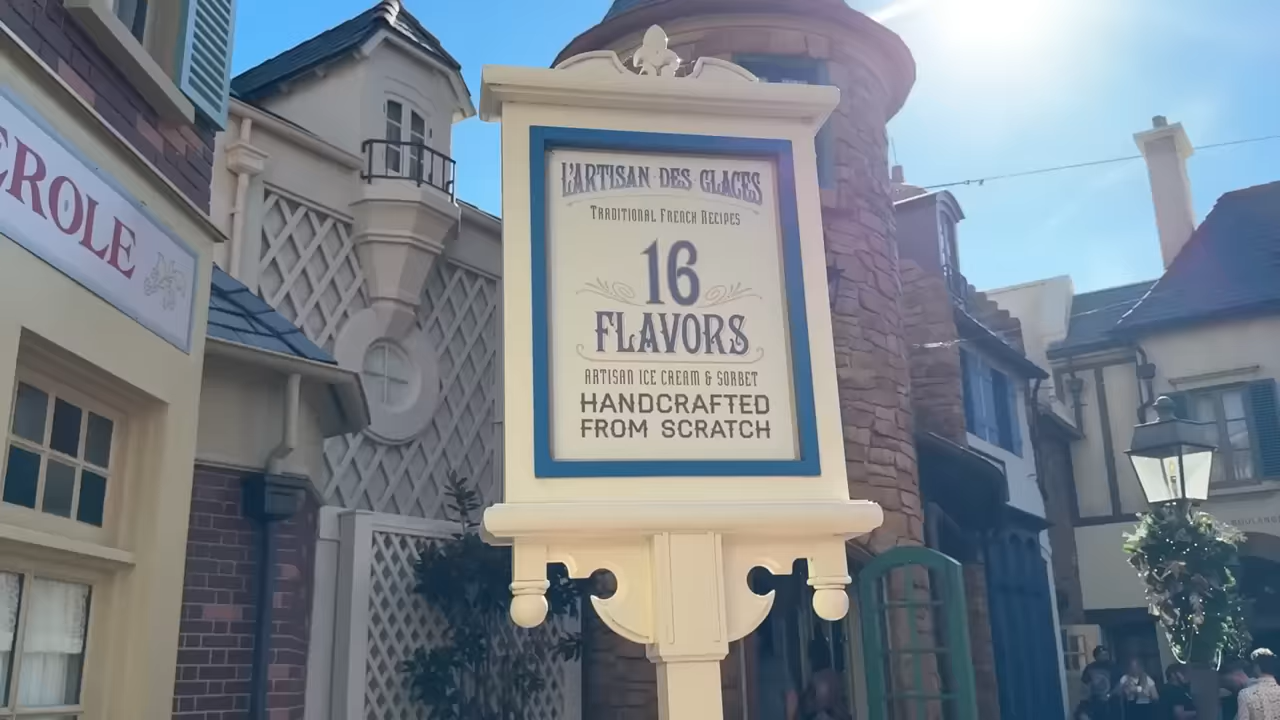 EROLE
L'ARTISAN DES GLACES
TRADITIONAL FRENCH RECIPES
16
FLAVORS
ARTISAN ICE CREAM & SORBET
HANDCRAFTED
FROM SCRATCH